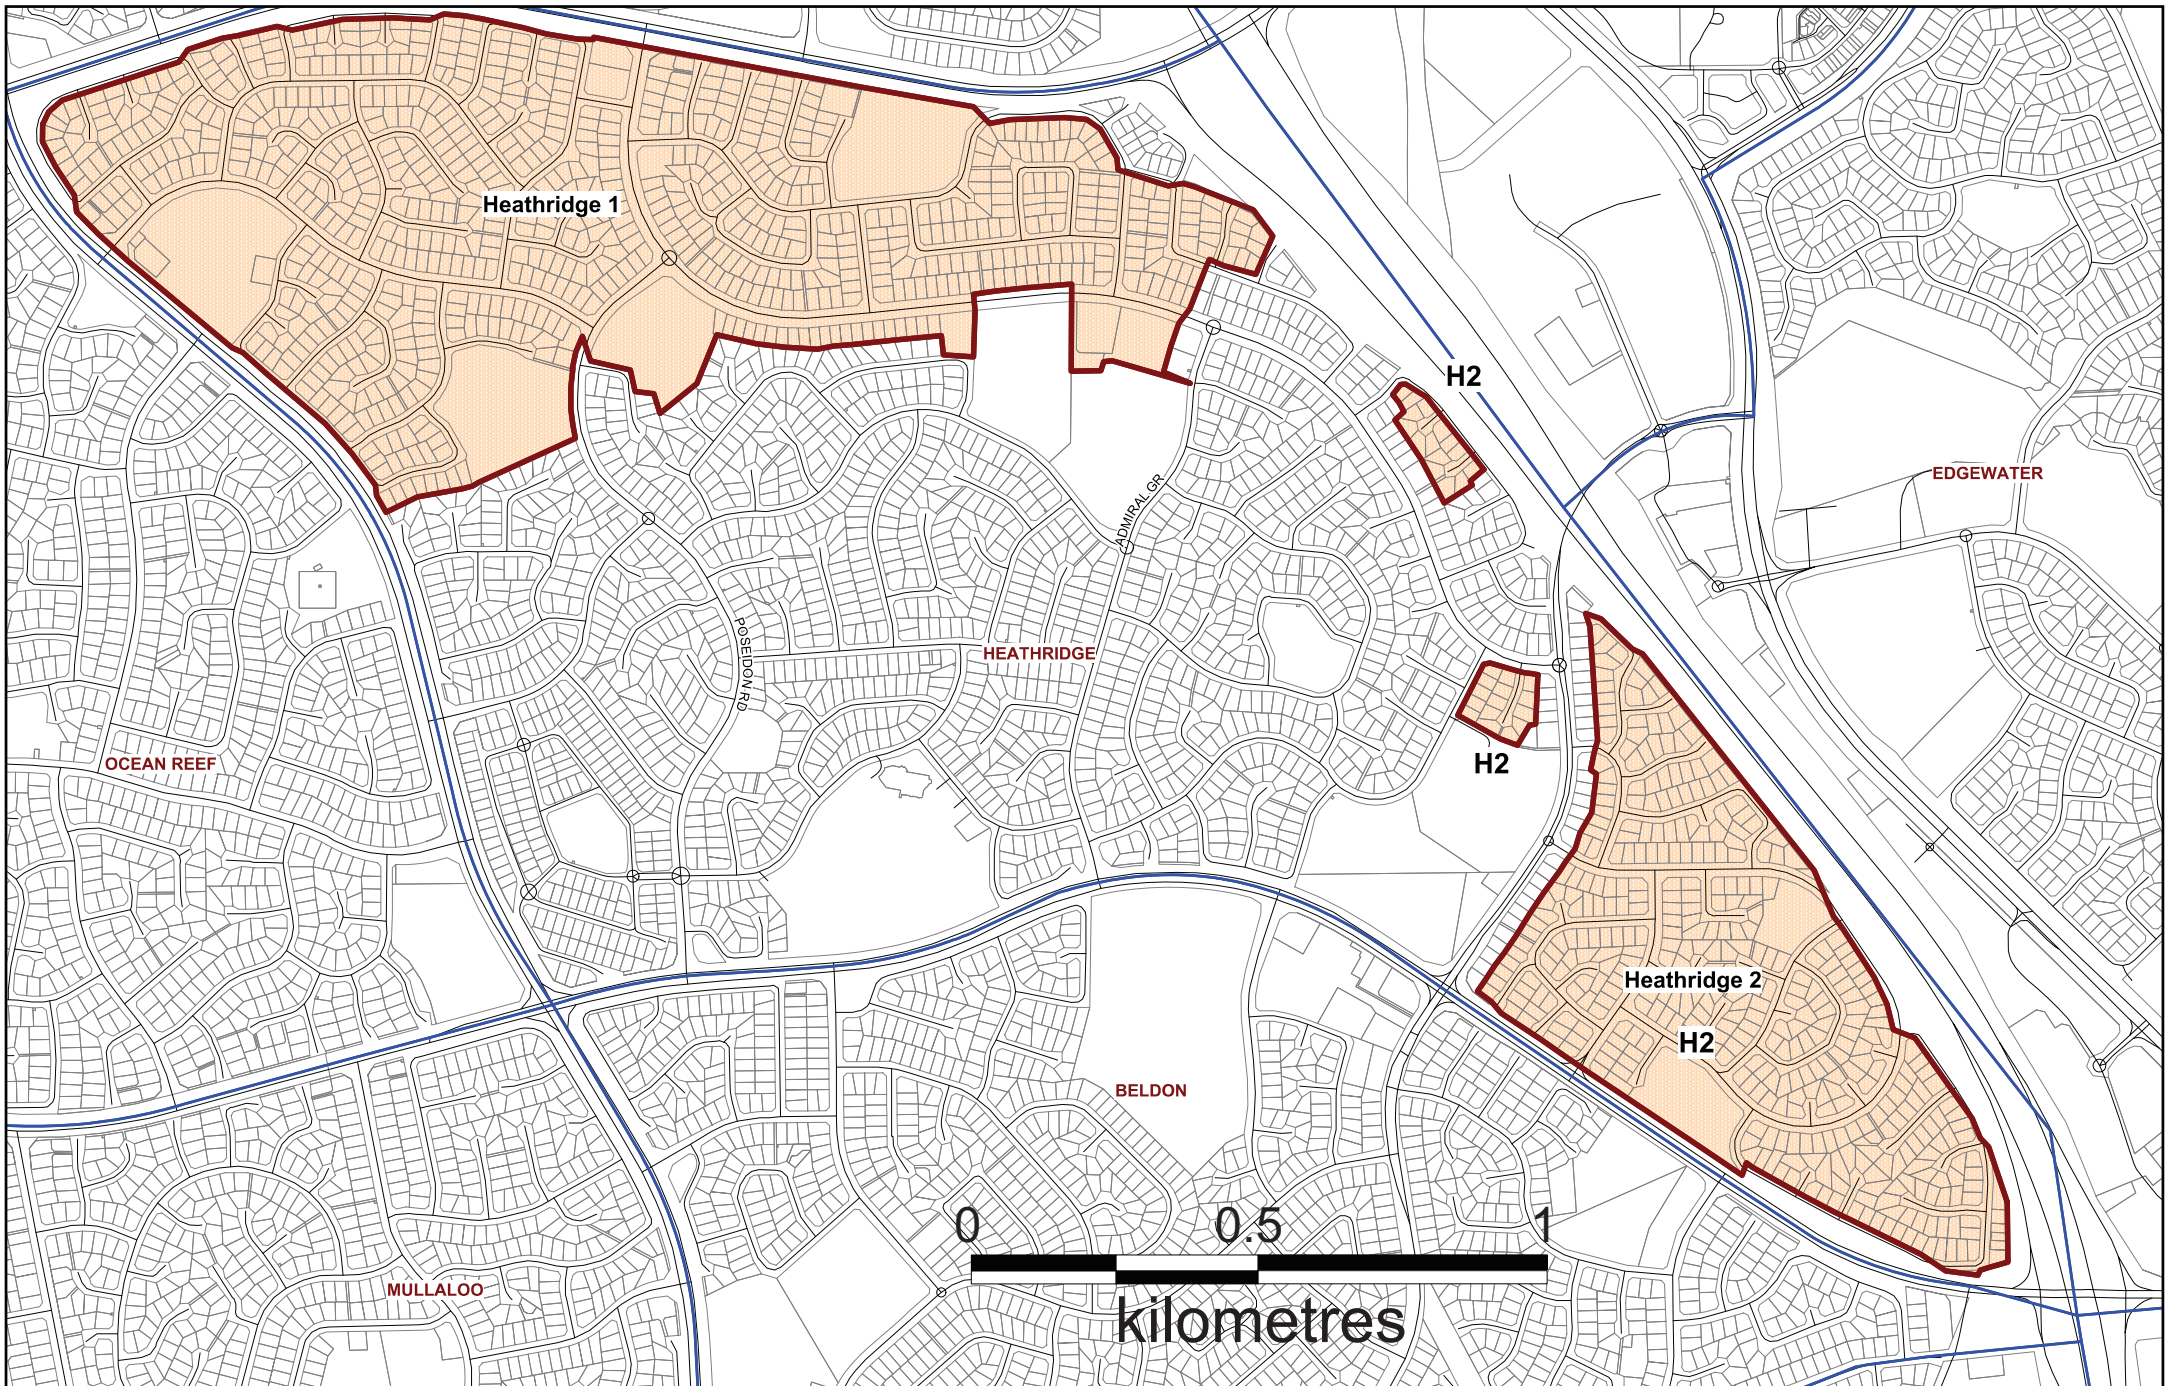 Heathridge 1
H2
EDGEWATER
ADMIRAL GR
POSEIDON RD
HEATHRIDGE
OCEAN REEF
H2
Heathridge 2
H2
BELDON
0 0.5 1
kilometres
MULLALOO